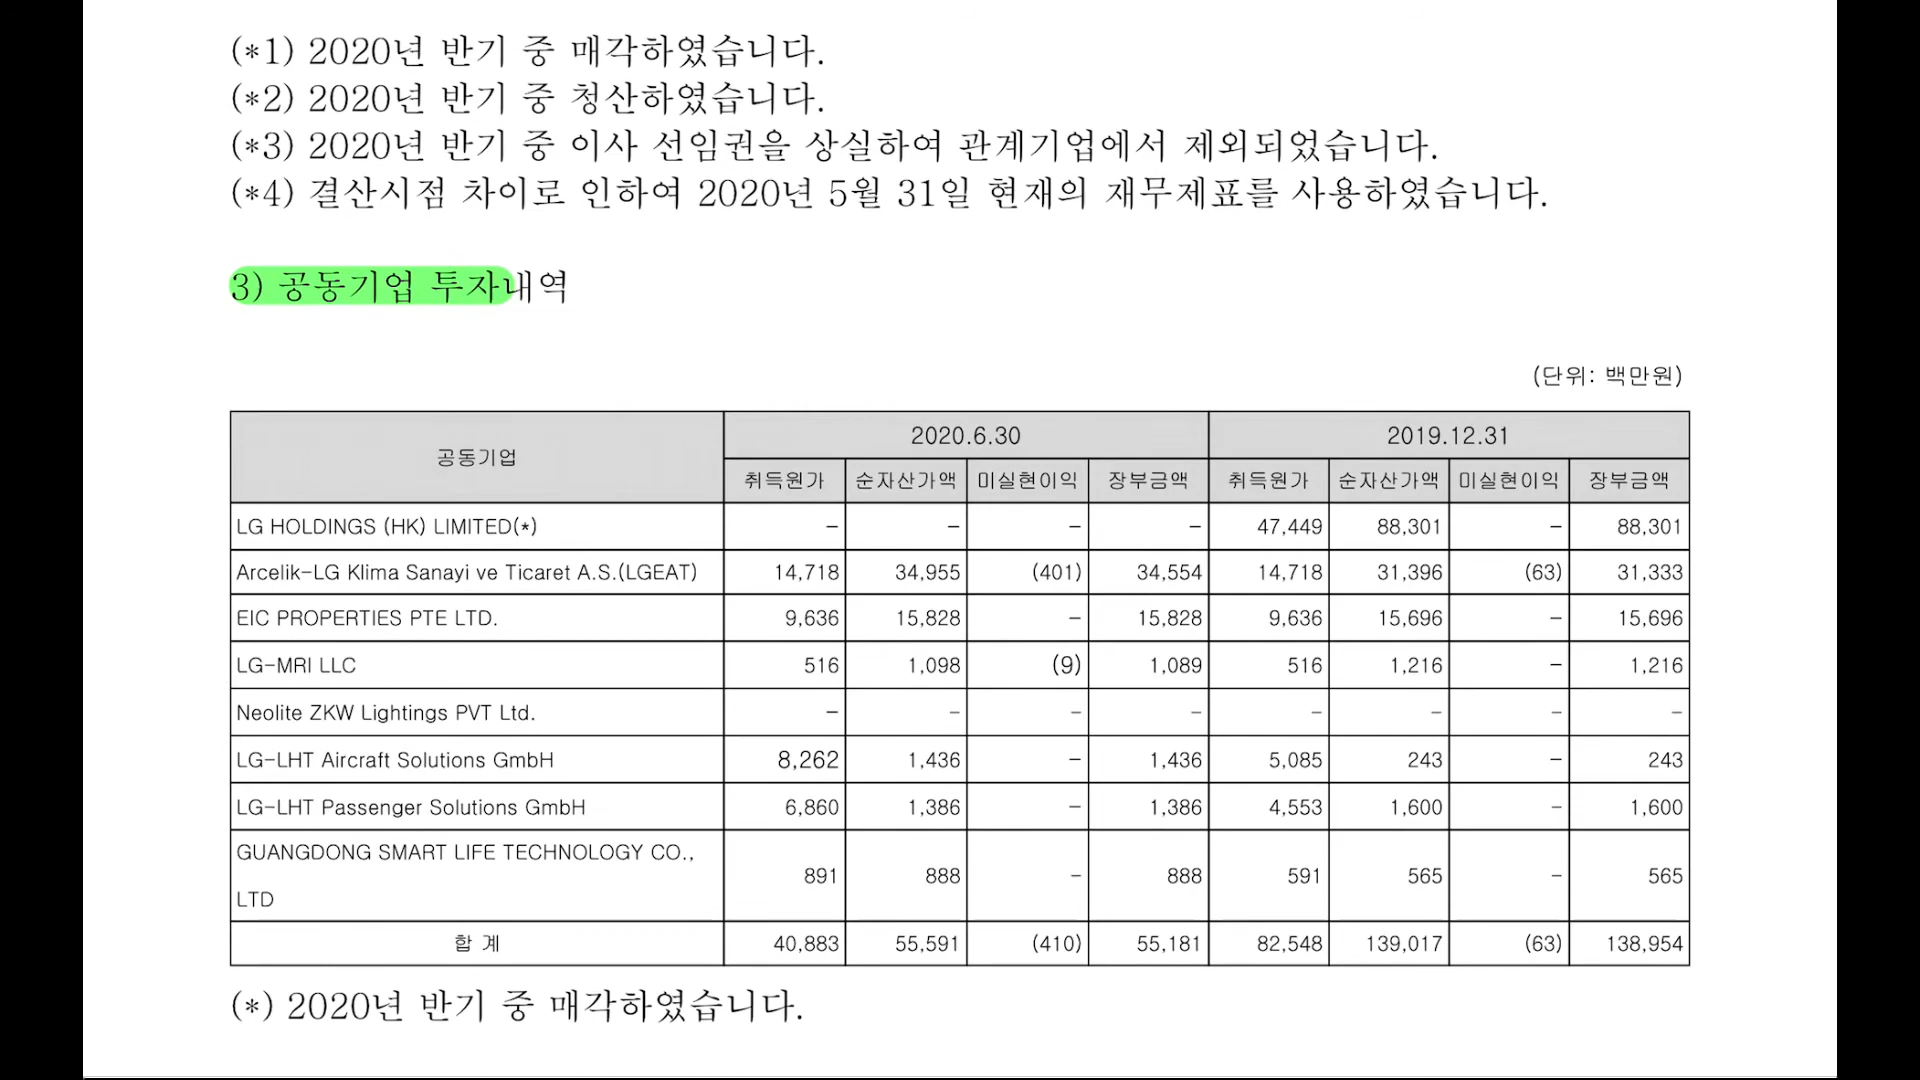 (*1) 2020년 반기 중 매각하였습니다.
(*2) 2020년 반기 중 청산하였습니다.
(*3) 2020년 반기 중 이사 선임권을 상실하여 관계기업에서 제외되었습니다.
(*4) 결산시점 차이로 인하여 2020년 5월 31일 현재의 재무제표를 사용하였습니다.
3) 공동기업 투자내역
(단위: 백만원)
공동기업 2020.6.30 2019.12.31
취득원가 순자산가액 미실현이익 장부금액 취득원가 순자산가액 미실현이익 장부금액
LG HOLDINGS (HK) LIMITED(*) – – – – 47,449 88,301 – 88,301
Arcelik-LG Klima Sanayi ve Ticaret A.S.(LGEAT) 14,718 34,955 (401) 34,554 14,718 31,396 (63) 31,333
EIC PROPERTIES PTE LTD. 9,636 15,828 – 15,828 9,636 15,696 – 15,696
LG-MRI LLC 516 1,098 (9) 1,089 516 1,216 – 1,216
Neolite ZKW Lightings PVT Ltd. – – – – – – – –
LG-LHT Aircraft Solutions GmbH 8,262 1,436 – 1,436 5,085 243 – 243
LG-LHT Passenger Solutions GmbH 6,860 1,386 – 1,386 4,553 1,600 – 1,600
GUANGDONG SMART LIFE TECHNOLOGY CO.,
LTD 891 888 – 888 591 565 – 565
합 계 40,883 55,591 (410) 55,181 82,548 139,017 (63) 138,954
(*) 2020년 반기 중 매각하였습니다.